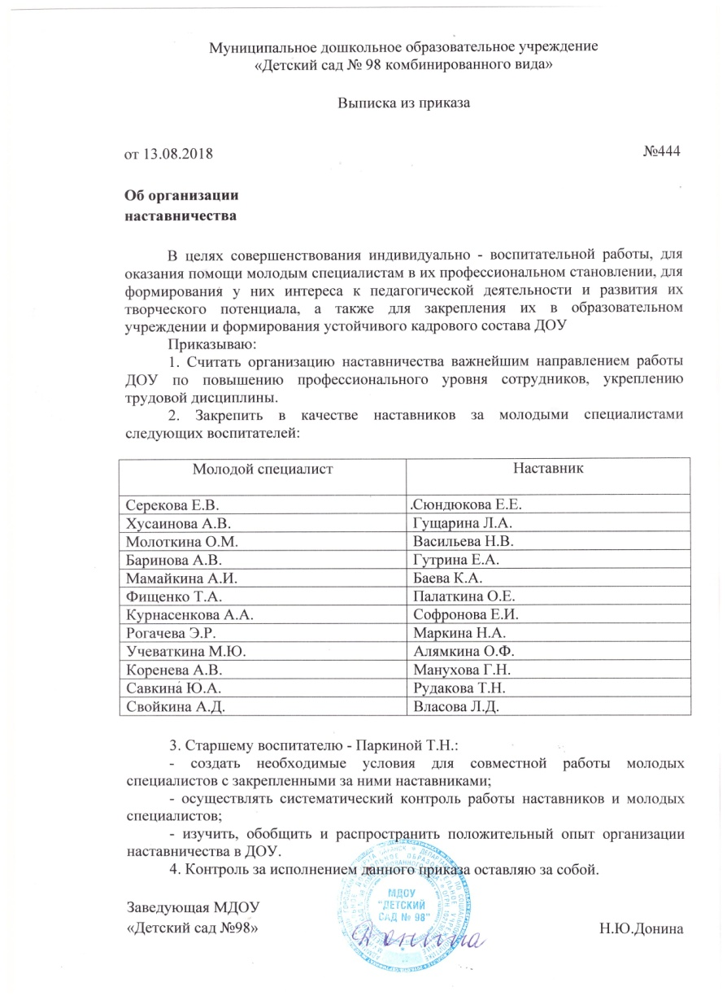 Муниципальное дошкольное образовательное учреждение
«Детский сад № 98 комбинированного вида»
Выписка из приказа
от 13.08.2018 №444
Об организации
наставничества
В целях совершенствования индивидуально - воспитательной работы, для
оказания помощи молодым специалистам в их профессиональном становлении, для
формирования у них интереса к педагогической деятельности и развития их
творческого потенциала, а также для закрепления их в образовательном
учреждении и формирования устойчивого кадрового состава ДОУ
Приказываю:
1. Считать организацию наставничества важнейшим направлением работы
ДОУ по повышению профессионального уровня сотрудников, укреплению
трудовой дисциплины.
2. Закрепить в качестве наставников за молодыми специалистами
следующих воспитателей:
Молодой специалист Наставник
Серекова Е.В. .Сюндюкова Е.Е.
Хусаинова А.В. Гущарина Л.А.
Молоткина О.М. Васильева Н.В.
Баринова А.В. Гутрина Е.А.
Мамайкина А.И. Баева К.А.
Фищенко Т.А. Палаткина О.Е.
Курнасенкова А.А. Софронова Е.И.
Рогачева Э.Р. Маркина Н.А.
Учеваткина М.Ю. Алямкина О.Ф.
Коренева А.В. Манухова Г.Н.
Савкина Ю.А. Рудакова Т.Н.
Свойкина А.Д. Власова Л.Д.
3. Старшему воспитателю - Паркиной Т.Н.:
- создать необходимые условия для совместной работы молодых
специалистов с закрепленными за ними наставниками;
- осуществлять систематический контроль работы наставников и молодых
специалистов;
- изучить, обобщить и распространить положительный опыт организации
наставничества в ДОУ.
4. Контроль за исполнением данного приказа оставляю за собой.
МДОУ
"ДЕТСКИЙ
САД № 98"
Заведующая МДОУ
«Детский сад №98» Донина Н.Ю.Донина